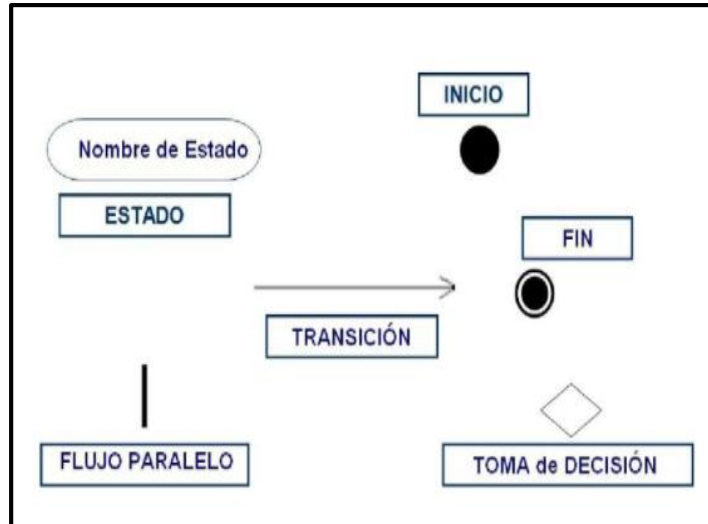 INICIO
Nombre de Estado
ESTADO
FIN
TRANSICIÓN
FLUJO PARALELO
TOMA de DECISIÓN